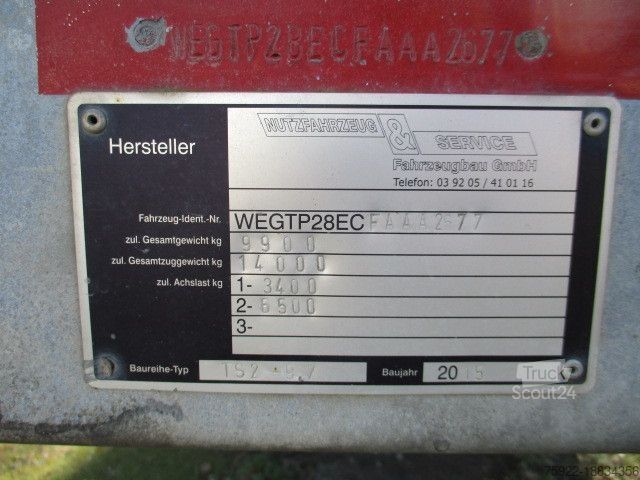 WEGTP28ECFAAA2677
Hersteller
NUTZFAHRZEUG & SERVICE
Fahrzeugbau GmbH
Telefon: 03 92 05 / 41 01 16
Fahrzeug-Ident.-Nr. WEGTP28ECFAAA2677
zul. Gesamtgewicht kg 9900
zul. Gesamtzuggewicht kg 14000
zul. Achslast kg 1- 3400
2- 6500
3-
Baureihe-Typ Baujahr 2015
Truck
Scout24
75922-18834356